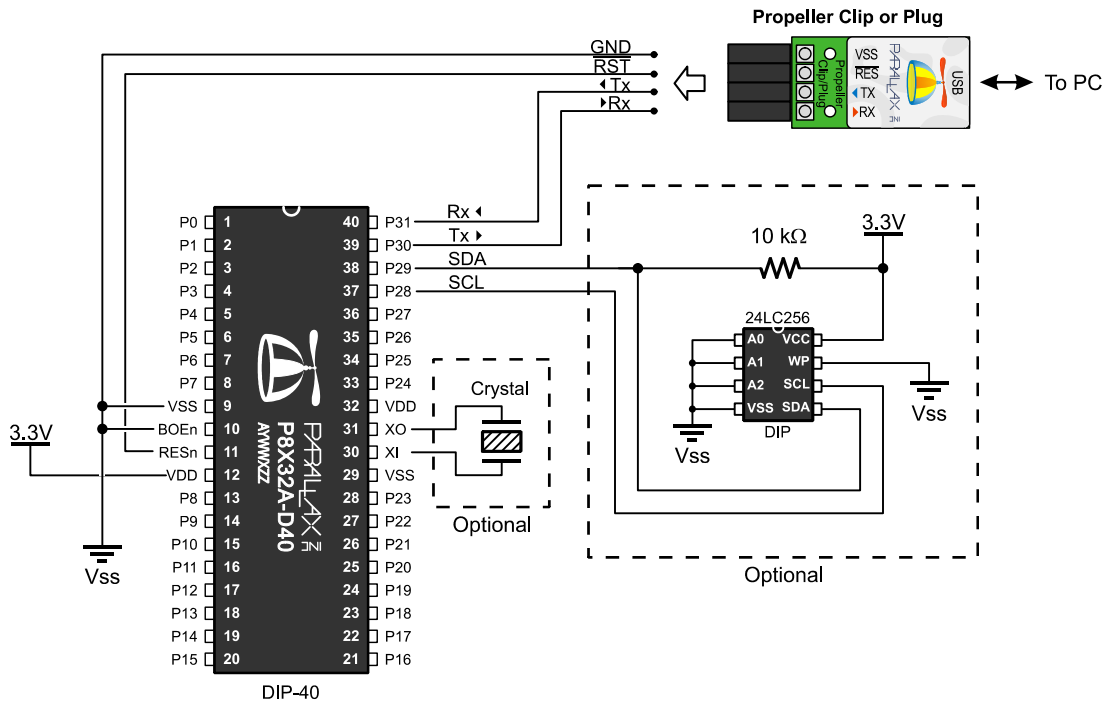 Propeller Clip or Plug
GND
RST
Tx
Rx
VSS
RES
TX
RX
Propeller
Clip/Plug
PARALLAX INC
USB
To PC
Rx
Tx
SDA
SCL
10 kΩ
3.3V
24LC256
A0 VCC
A1 WP
A2 SCL
VSS SDA
DIP
Vss
Vss
Optional
Crystal
Optional
3.3V
Vss
P0 1 40 P31
P1 2 39 P30
P2 3 38 P29
P3 4 37 P28
P4 5 36 P27
P5 6 35 P26
P6 7 34 P25
P7 8 33 P24
VSS 9 32 VDD
BOEn 10 31 XO
RESn 11 30 XI
VDD 12 29 VSS
P8 13 28 P23
P9 14 27 P22
P10 15 26 P21
P11 16 25 P20
P12 17 24 P19
P13 18 23 P18
P14 19 22 P17
P15 20 21 P16
PARALLAX INC
P8X32A-D40
AYWWXZZ
DIP-40